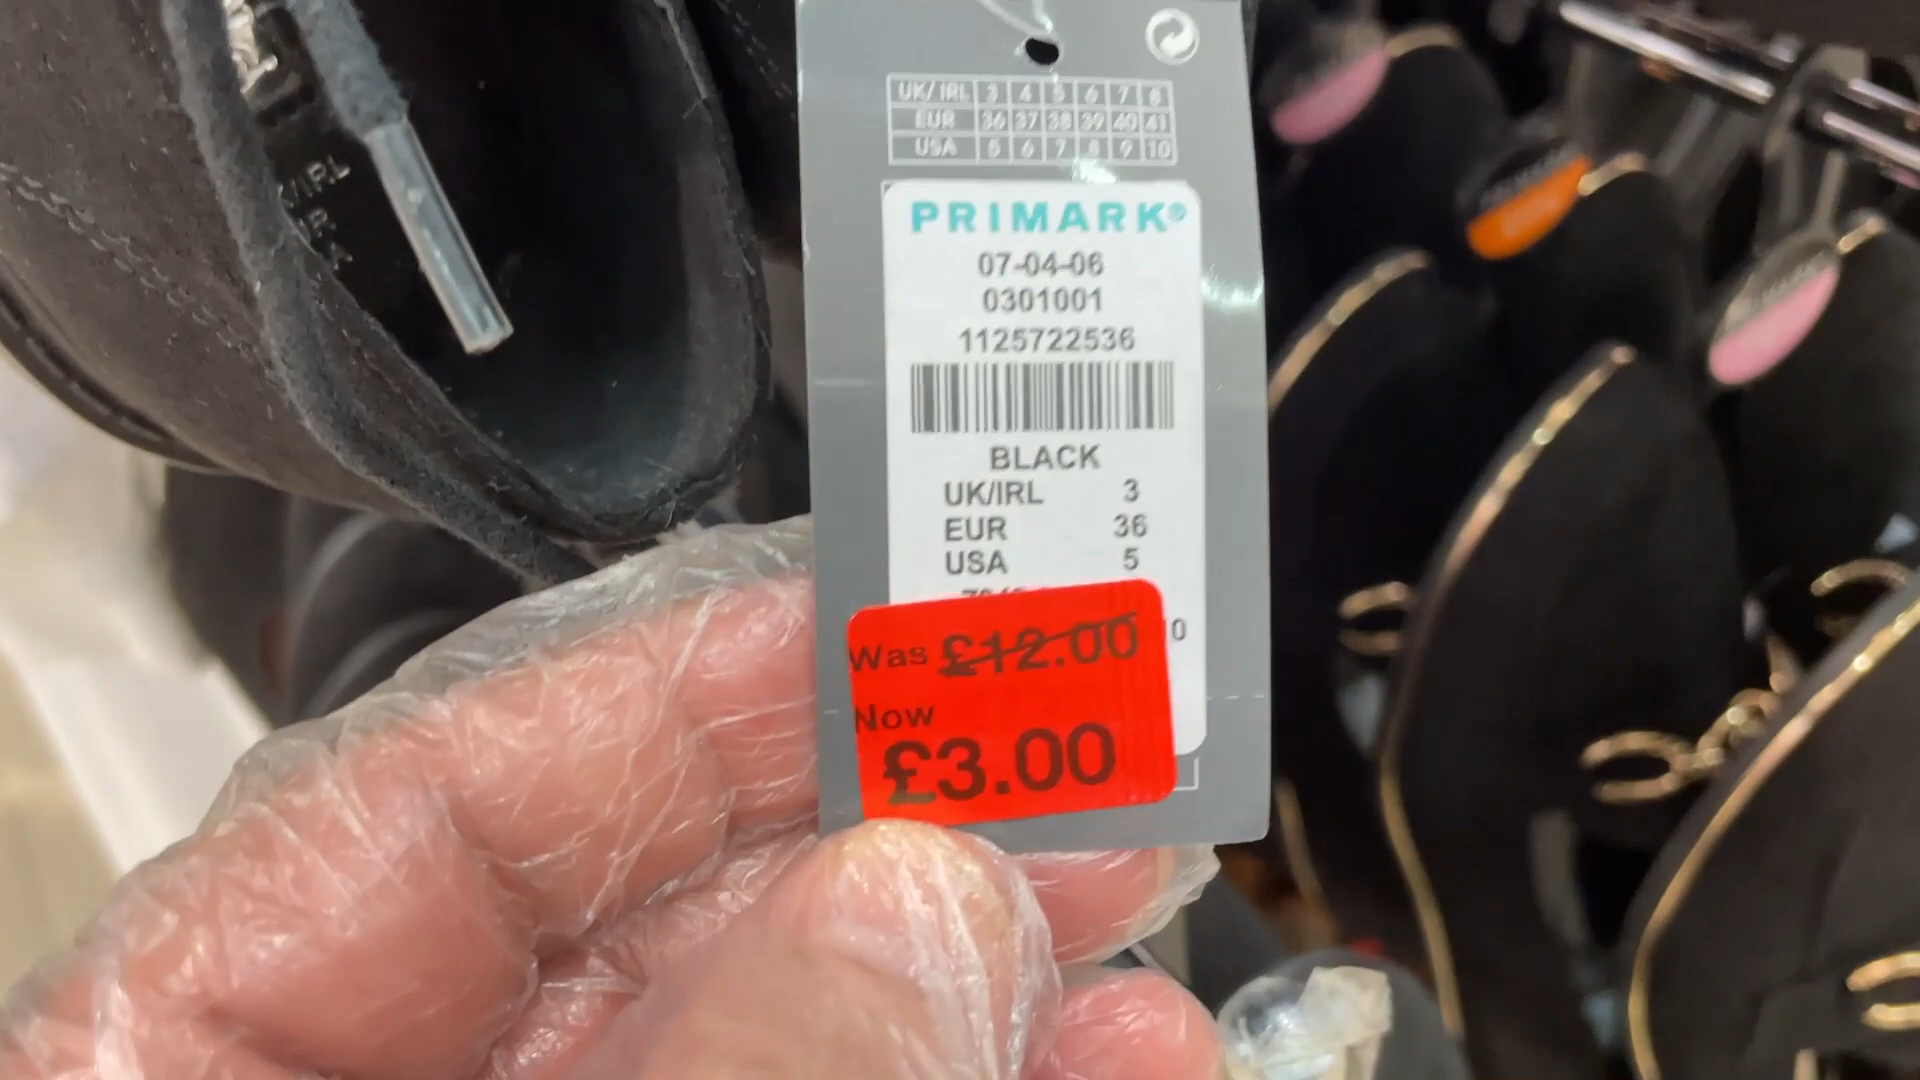 UK/ IRL 3 4 5 6 7 8
EUR 36 37 38 39 40 41
USA 5 6 7 8 9 10
PRIMARK®
07-04-06
0301001
1125722536
BLACK
UK/IRL 3
EUR 36
USA 5
Was £12.00
Now
£3.00